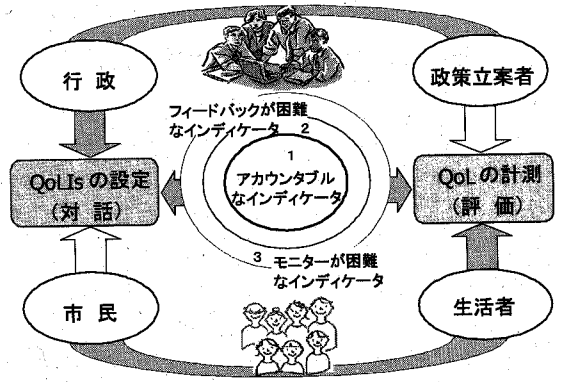 行 政
政策立案者
フィードバックが困難
なインディケータ 2
1
アカウンタブル
なインディケータ
QoLIs の設定
(対 話)
QoL の計測
(評 価)
3 モニターが困難
なインディケータ
市 民
生活者